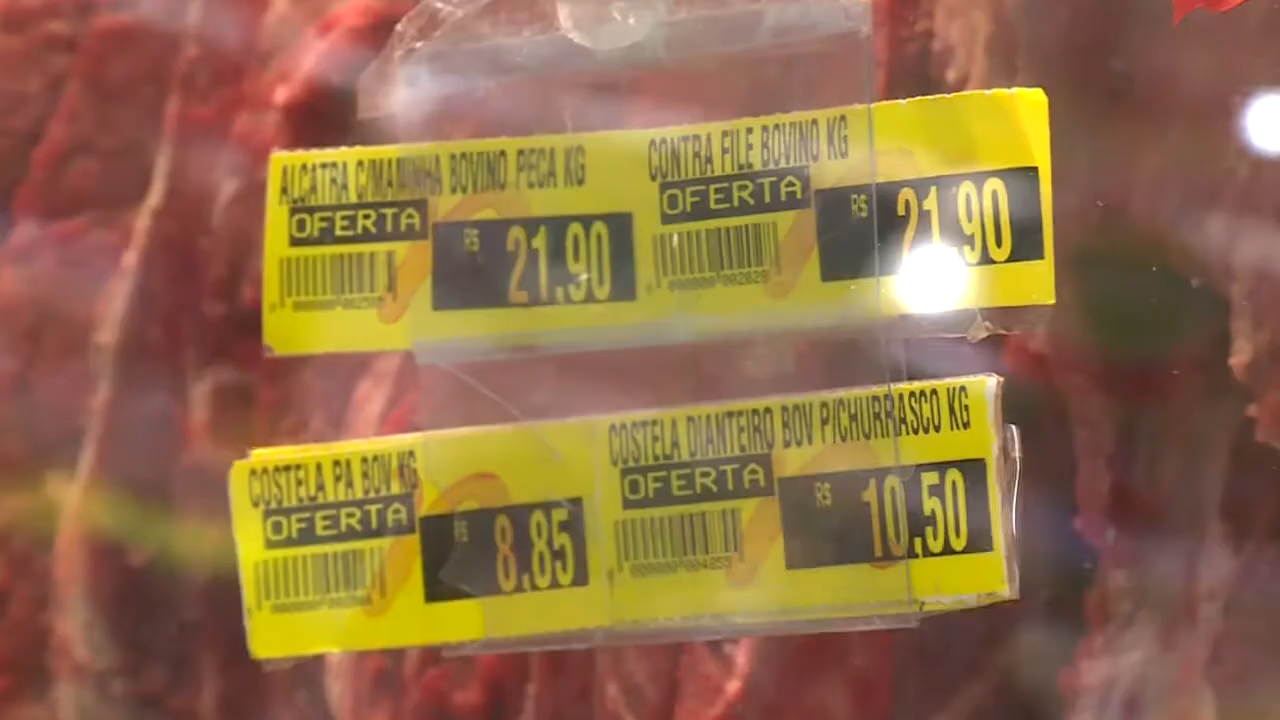 ALCATRA C/MAMINHA BOVINO PECA KG
OFERTA
R$ 21,90
CONTRA FILE BOVINO KG
OFERTA
R$ 21,90
COSTELA PA BOV KG
OFERTA
R$ 8,85
COSTELA DIANTEIRO BOV P/CHURRASCO KG
OFERTA
R$ 10,50